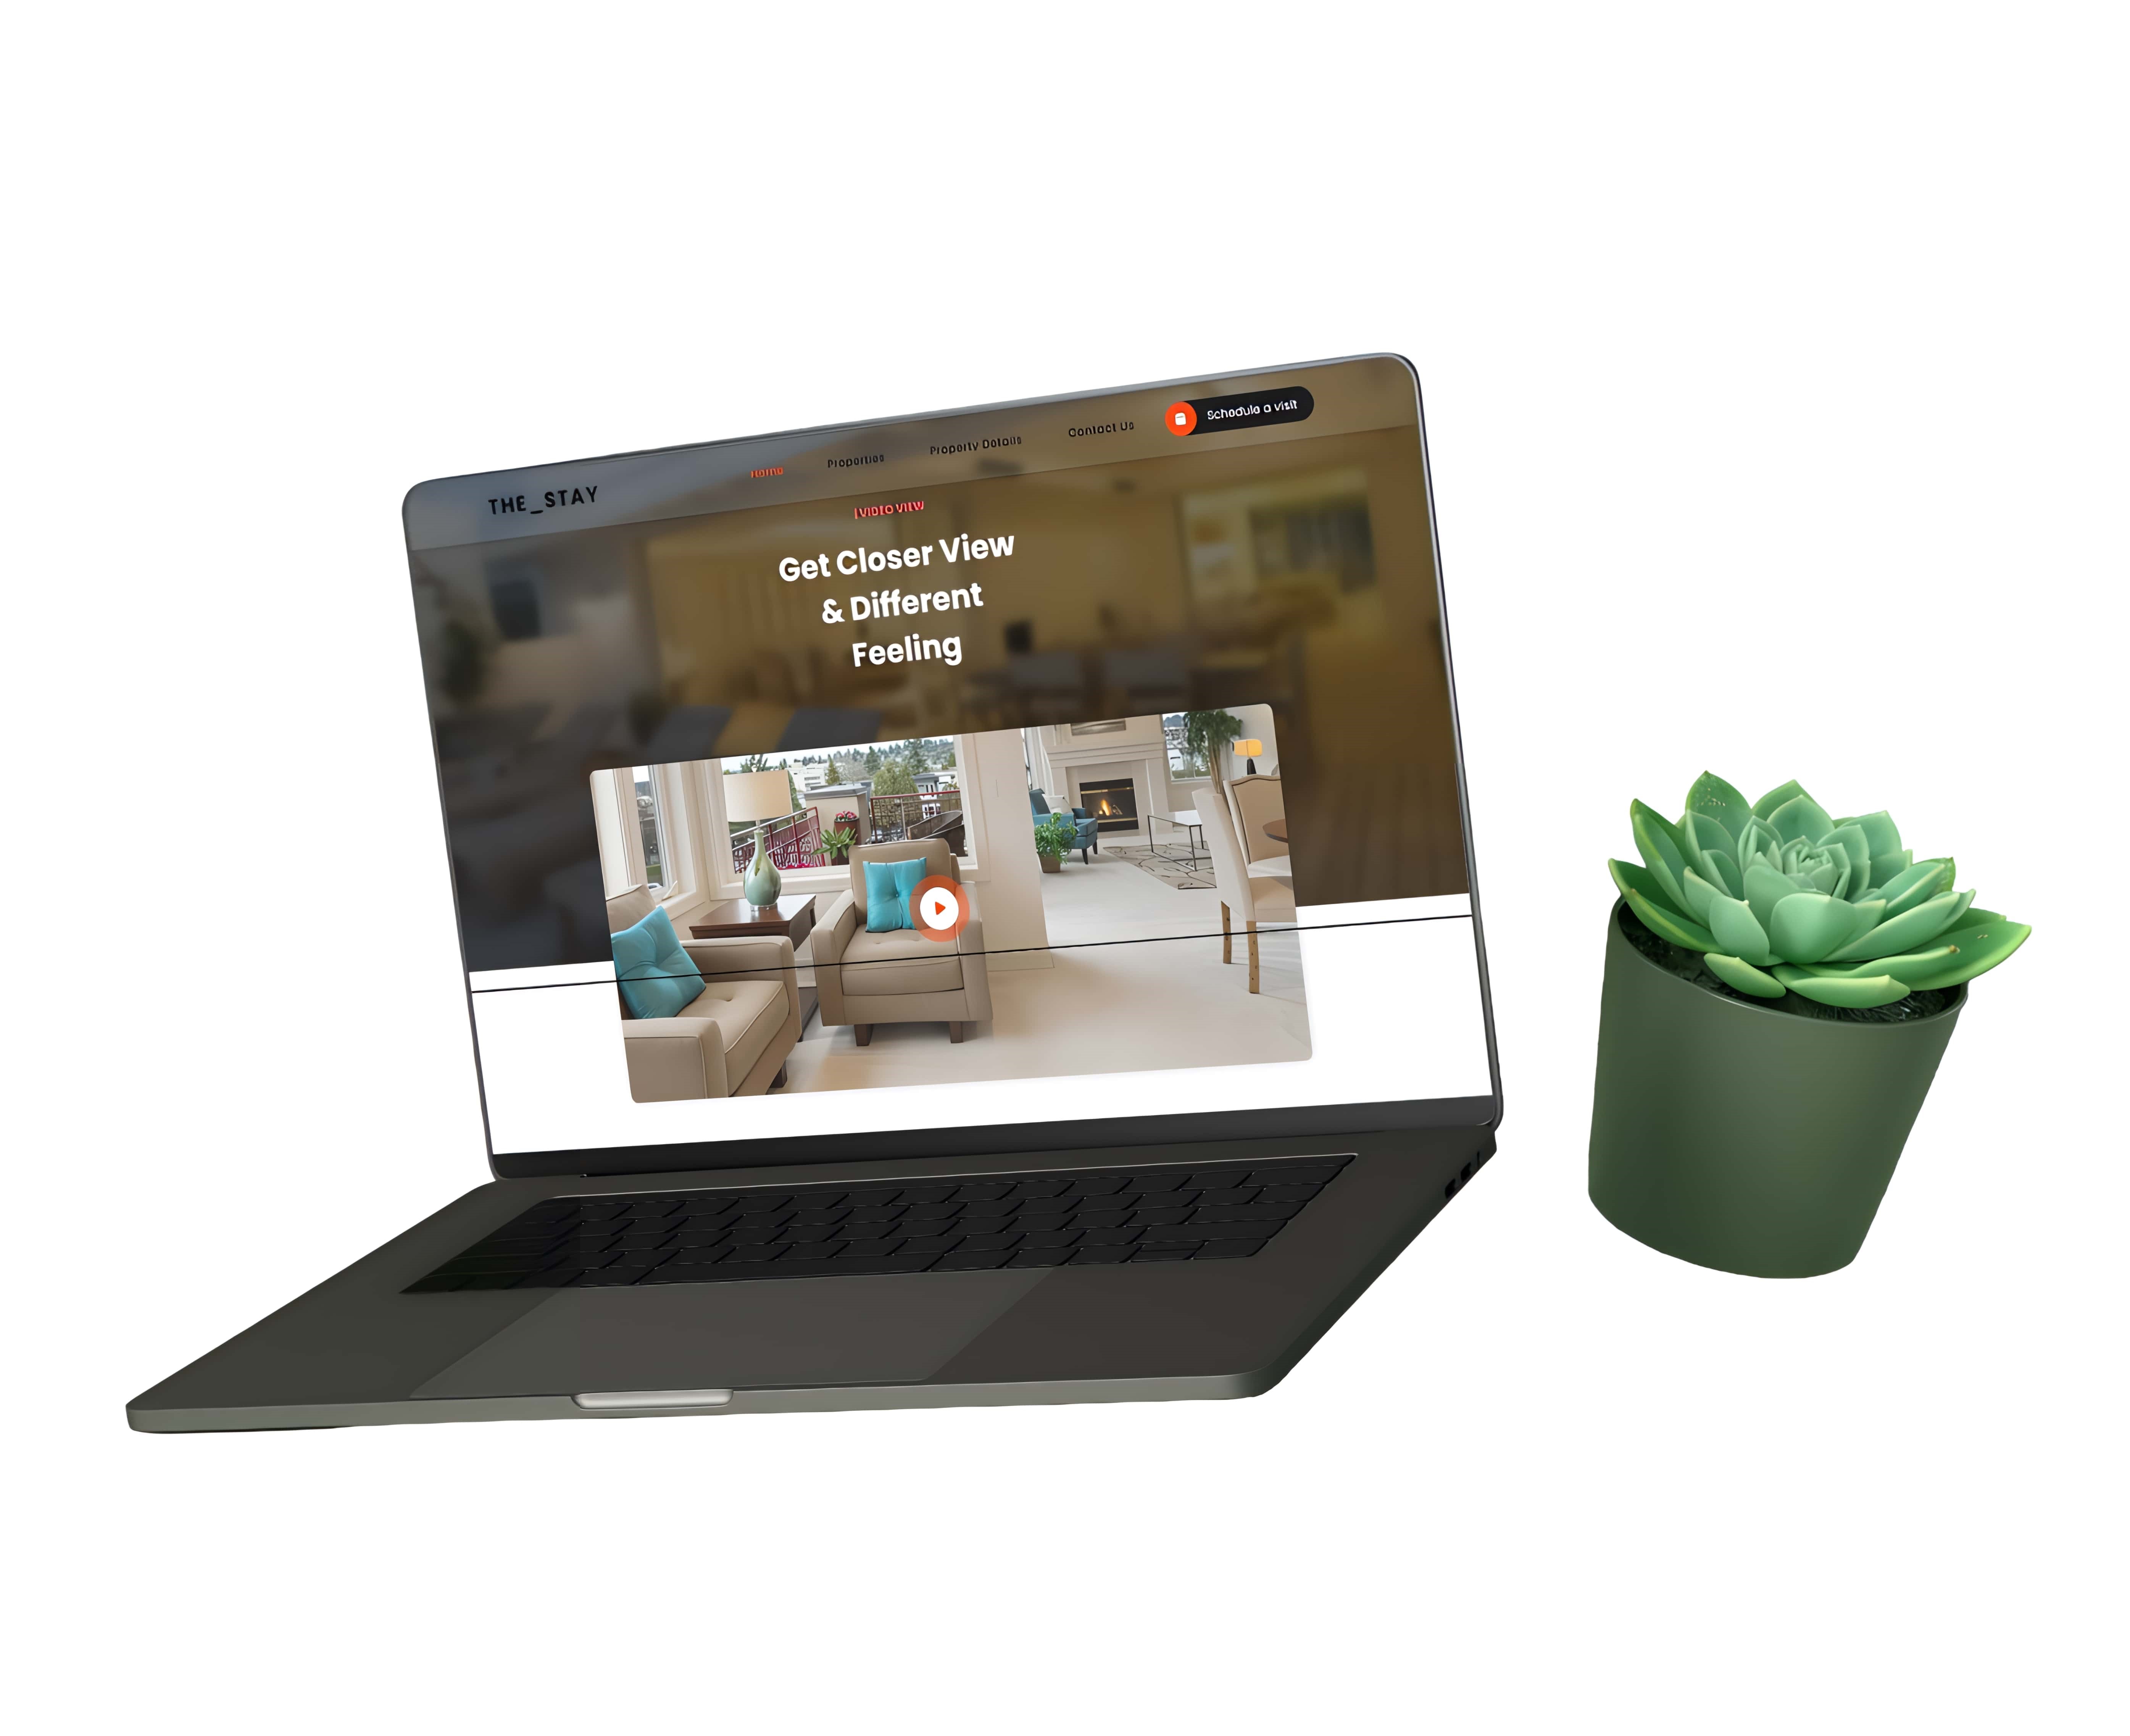 THE_STAY
Home
Properties
Property Details
Contact Us
Schedule a visit
| VIDEO VIEW
Get Closer View
& Different
Feeling